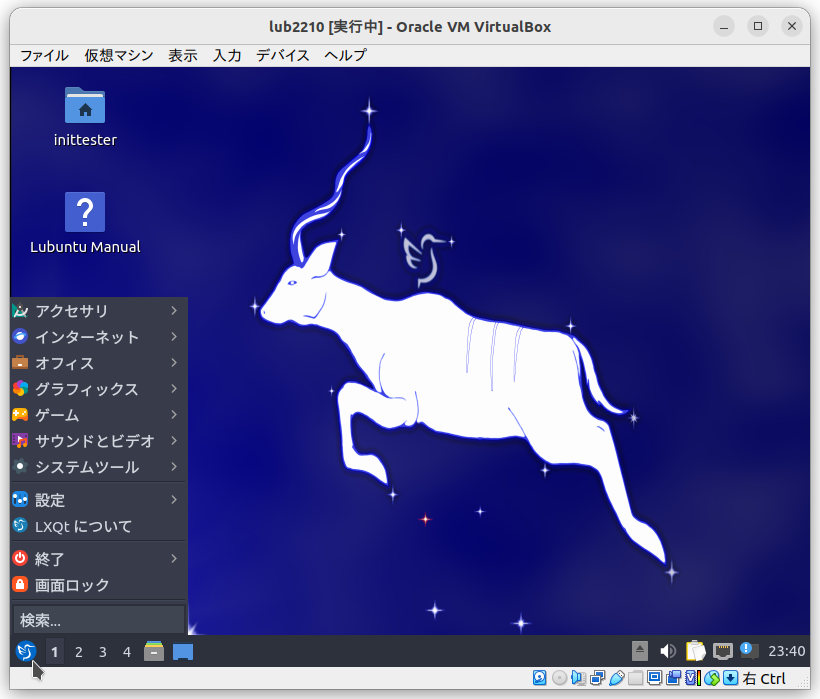 lub2210 [実行中] - Oracle VM VirtualBox
ファイル 仮想マシン 表示 入力 デバイス ヘルプ
inittester
?
Lubuntu Manual
アクセサリ
インターネット
オフィス
グラフィックス
ゲーム
サウンドとビデオ
システムツール
設定
LXQt について
終了
画面ロック
検索...
1 2 3 4 23:40
右 Ctrl